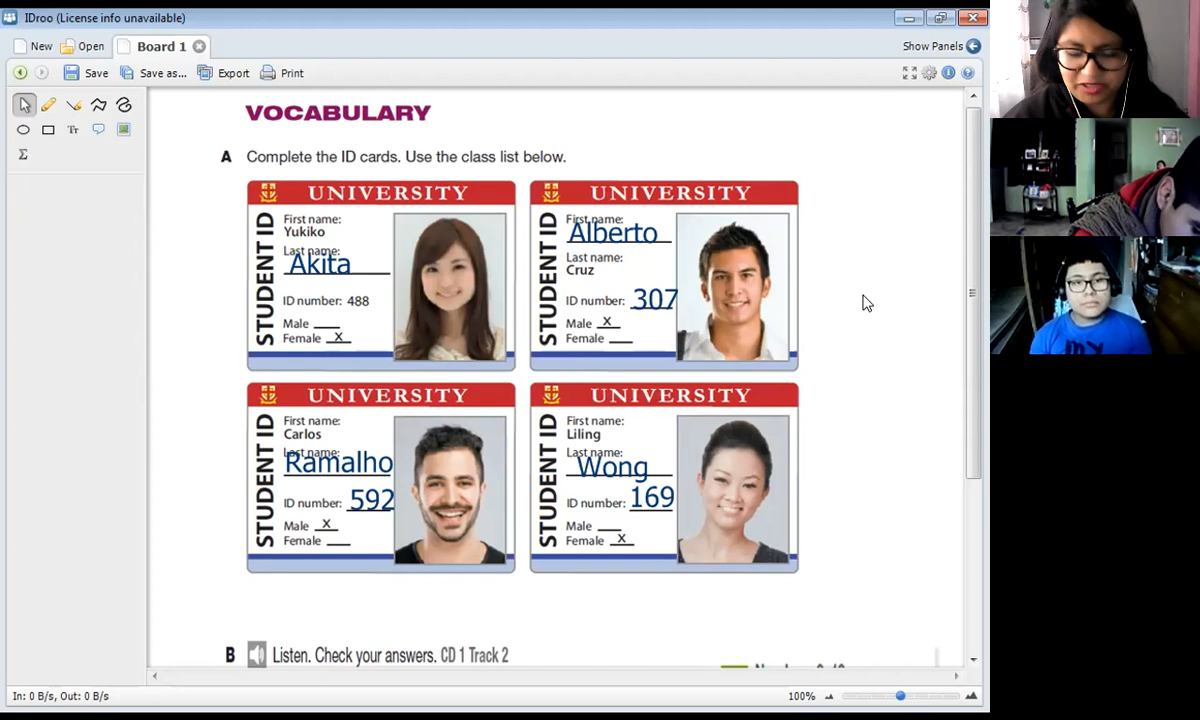 IDroo (License info unavailable)
New Open Board 1 Show Panels
Save Save as... Export Print
Tr
Σ
VOCABULARY
A Complete the ID cards. Use the class list below.
UNIVERSITY
STUDENT ID
First name:
Yukiko
Last name:
Akita
ID number: 488
Male
Female x
UNIVERSITY
STUDENT ID
First name:
Alberto
Last name:
Cruz
ID number: 307
Male x
Female
UNIVERSITY
STUDENT ID
First name:
Carlos
Last name:
Ramalho
ID number: 592
Male x
Female
UNIVERSITY
STUDENT ID
First name:
Liling
Last name:
Wong
ID number: 169
Male
Female x
B Listen. Check your answers. CD 1 Track 2
In: 0 B/s, Out: 0 B/s
100%